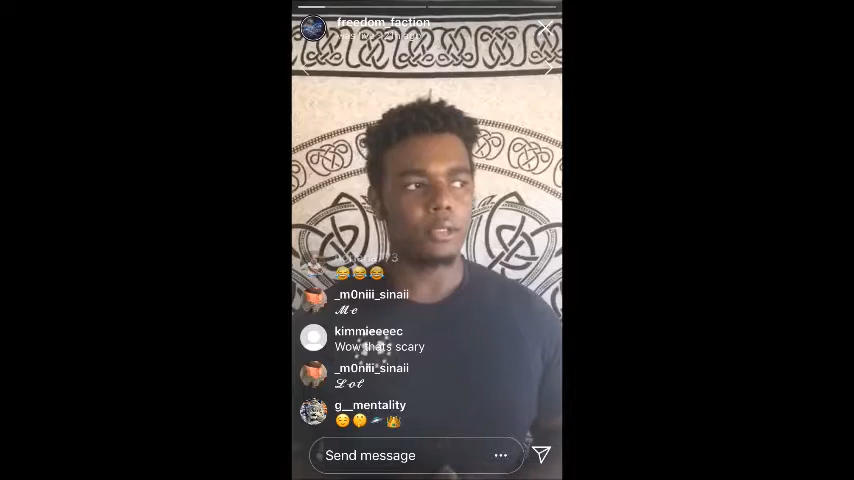 freedom_faction
_m0niii_sinaii
ℳℯ
kimmieeeec
Wow thats scary
_m0niii_sinaii
ℒℴℓ
g__mentality
Send message